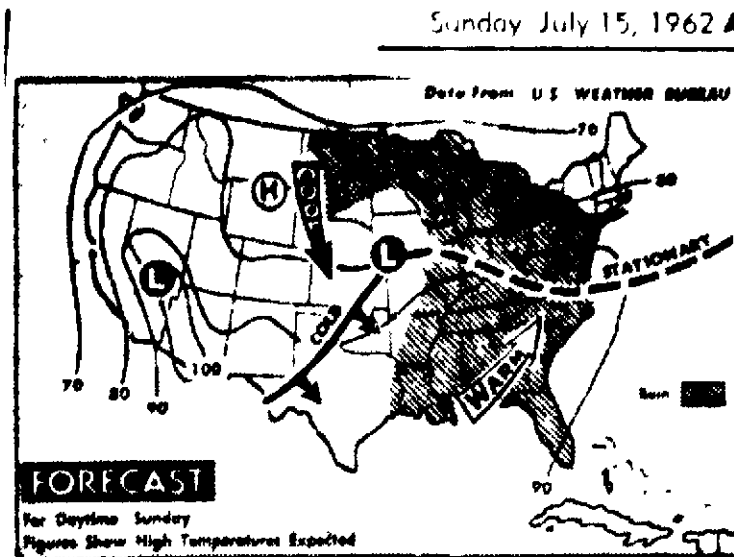 Sunday July 15, 1962
Data From U S WEATHER BUREAU
70
80
H
COOL
L
L
STATIONARY
COLD
WARM
70
80
90
100
Rain
90
FORECAST
For Daytime Sunday
Figures Show High Temperatures Expected